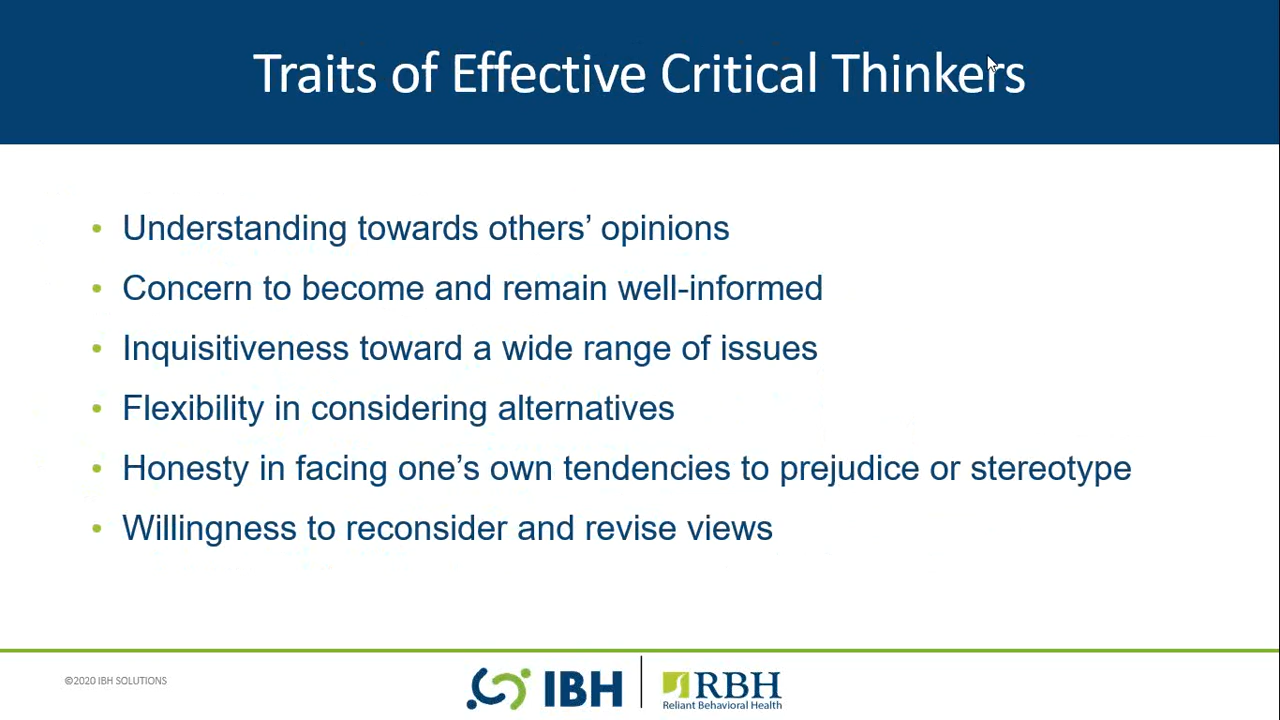 Traits of Effective Critical Thinkers
• Understanding towards others’ opinions
• Concern to become and remain well-informed
• Inquisitiveness toward a wide range of issues
• Flexibility in considering alternatives
• Honesty in facing one’s own tendencies to prejudice or stereotype
• Willingness to reconsider and revise views
©2020 IBH SOLUTIONS
IBH
RBH
Reliant Behavioral Health